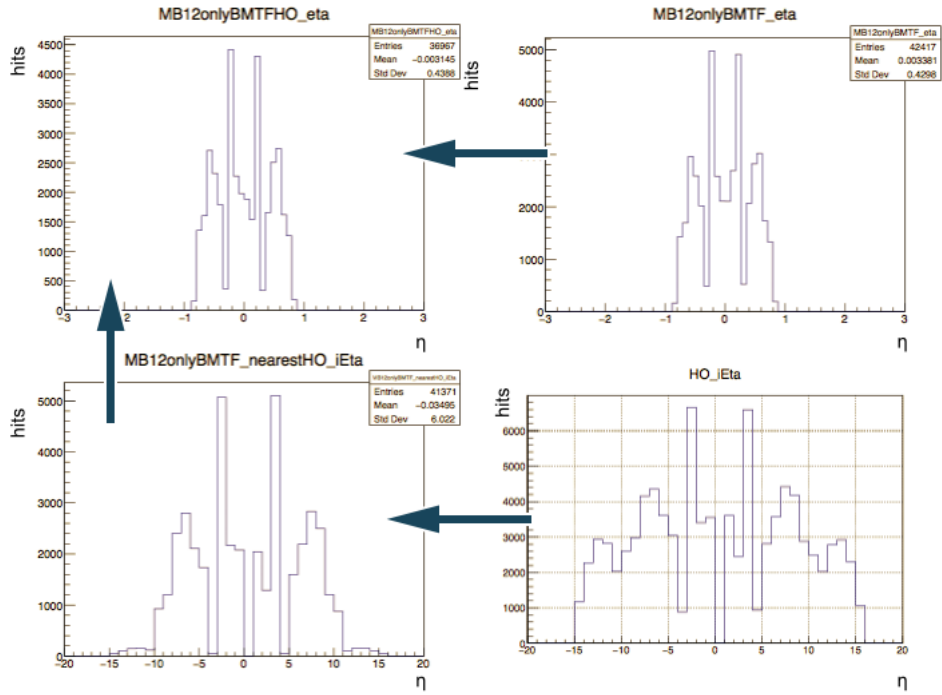 MB12onlyBMTFHO_eta
MB12onlyBMTFHO_eta
Entries 36967
Mean −0.003145
Std Dev 0.4388
hits
4500
4000
3500
3000
2500
2000
1500
1000
500
0
−3 −2 −1 0 1 2 3
η
MB12onlyBMTF_eta
MB12onlyBMTF_eta
Entries 42417
Mean 0.003381
Std Dev 0.4298
hits
5000
4000
3000
2000
1000
0
−3 −2 −1 0 1 2 3
η
MB12onlyBMTF_nearestHO_iEta
MB12onlyBMTF_nearestHO_iEta
Entries 41371
Mean −0.03495
Std Dev 6.022
hits
5000
4000
3000
2000
1000
0
−20 −15 −10 −5 0 5 10 15 20
η
HO_iEta
hits
6000
5000
4000
3000
2000
1000
0
−20 −15 −10 −5 0 5 10 15 20
η